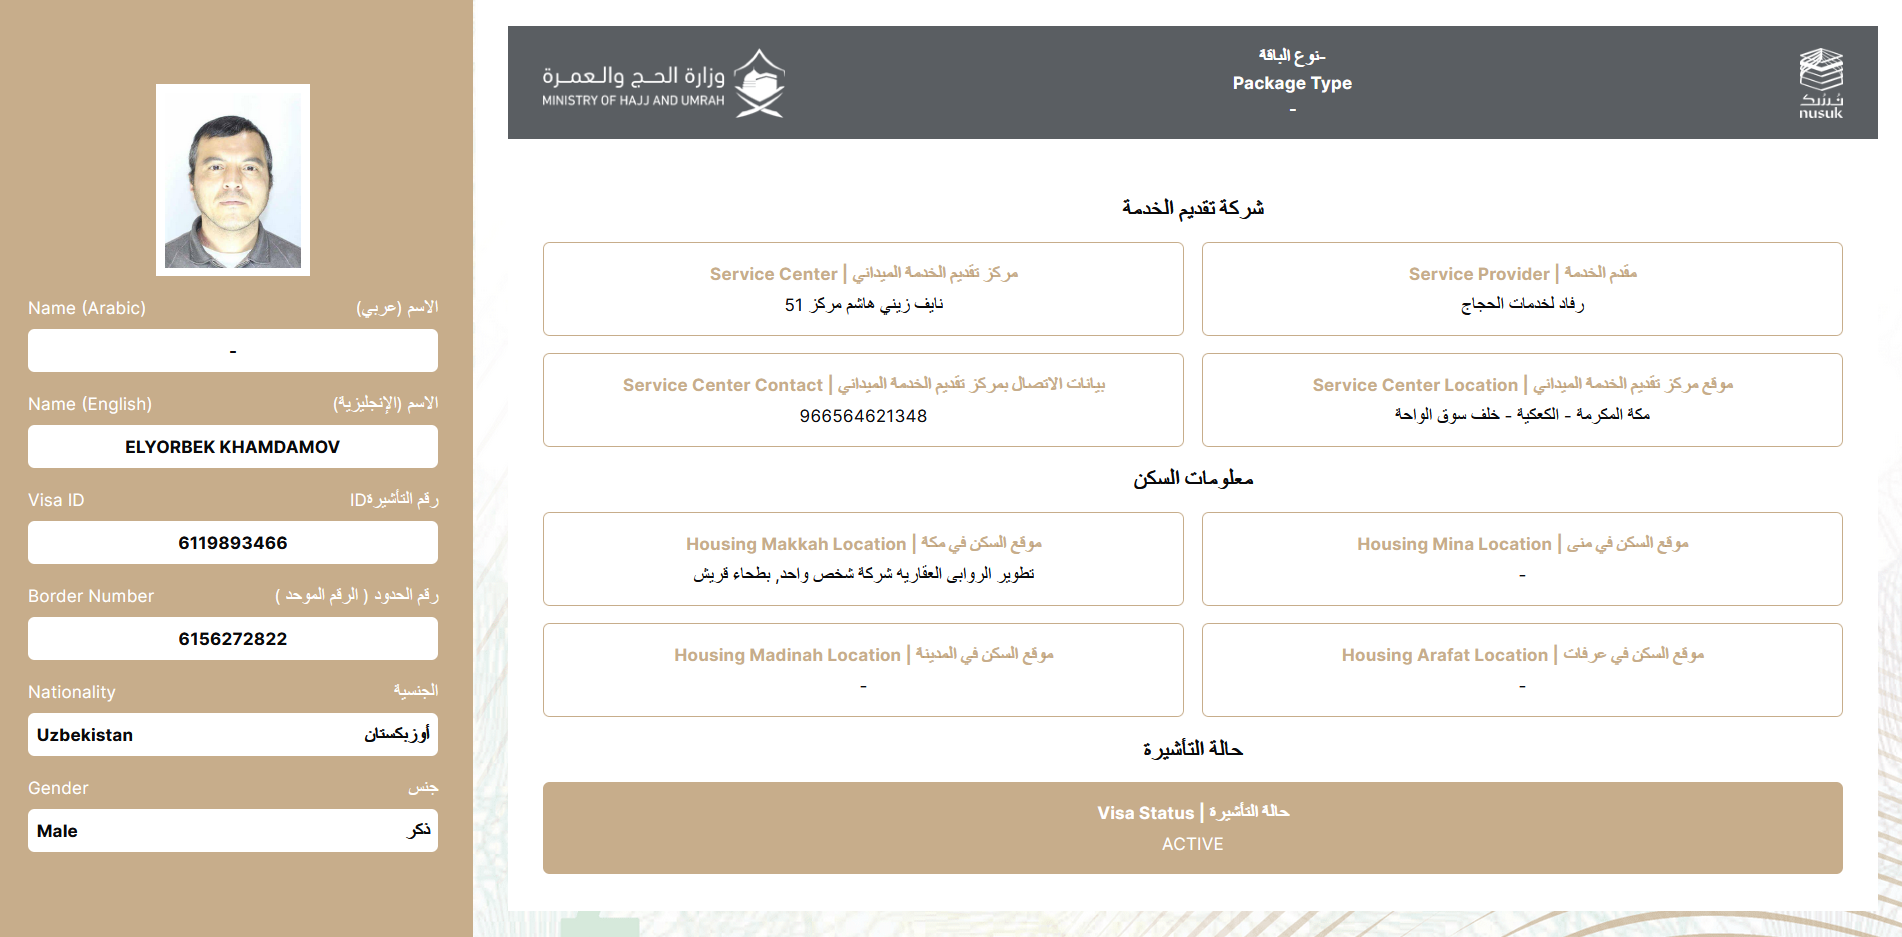 Name (Arabic) الاسم (عربي)
-
Name (English) الاسم (الإنجليزية)
ELYORBEK KHAMDAMOV
Visa ID رقم التأشيرةID
6119893466
Border Number رقم الحدود ( الرقم الموحد )
6156272822
Nationality الجنسية
Uzbekistan أوزبكستان
Gender جنس
Male ذكر
وزارة الحـج والـعمـرة
MINISTRY OF HAJJ AND UMRAH
نوع الباقة-
Package Type
-
نُسُك
nusuk
شركة تقديم الخدمة
Service Center | مركز تقديم الخدمة الميداني
نايف زيني هاشم مركز 51
Service Provider | مقدم الخدمة
رفاد لخدمات الحجاج
Service Center Contact | بيانات الاتصال بمركز تقديم الخدمة الميداني
966564621348
Service Center Location | موقع مركز تقديم الخدمة الميداني
مكة المكرمة - الكعكية - خلف سوق الواحة
معلومات السكن
Housing Makkah Location | موقع السكن في مكة
تطوير الروابى العقاريه شركة شخص واحد, بطحاء قريش
Housing Mina Location | موقع السكن في منى
-
Housing Madinah Location | موقع السكن في المدينة
-
Housing Arafat Location | موقع السكن في عرفات
-
حالة التأشيرة
Visa Status | حالة التأشيرة
ACTIVE